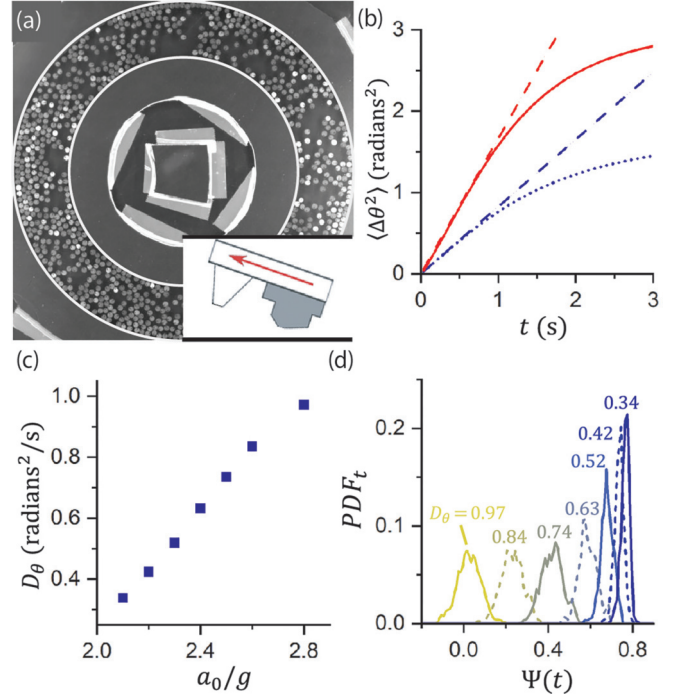 (a)
(b)
3
2
1
0
⟨Δθ²⟩ (radians²)
0 1 2 3
t (s)
(c)
1.0
0.8
0.6
0.4
D_θ (radians²/s)
2.0 2.4 2.8
a₀/g
(d)
0.34
0.42
0.52
0.2
0.63
D_θ = 0.97
0.84
0.74
0.1
0.0
PDF_t
0.0 0.4 0.8
Ψ(t)